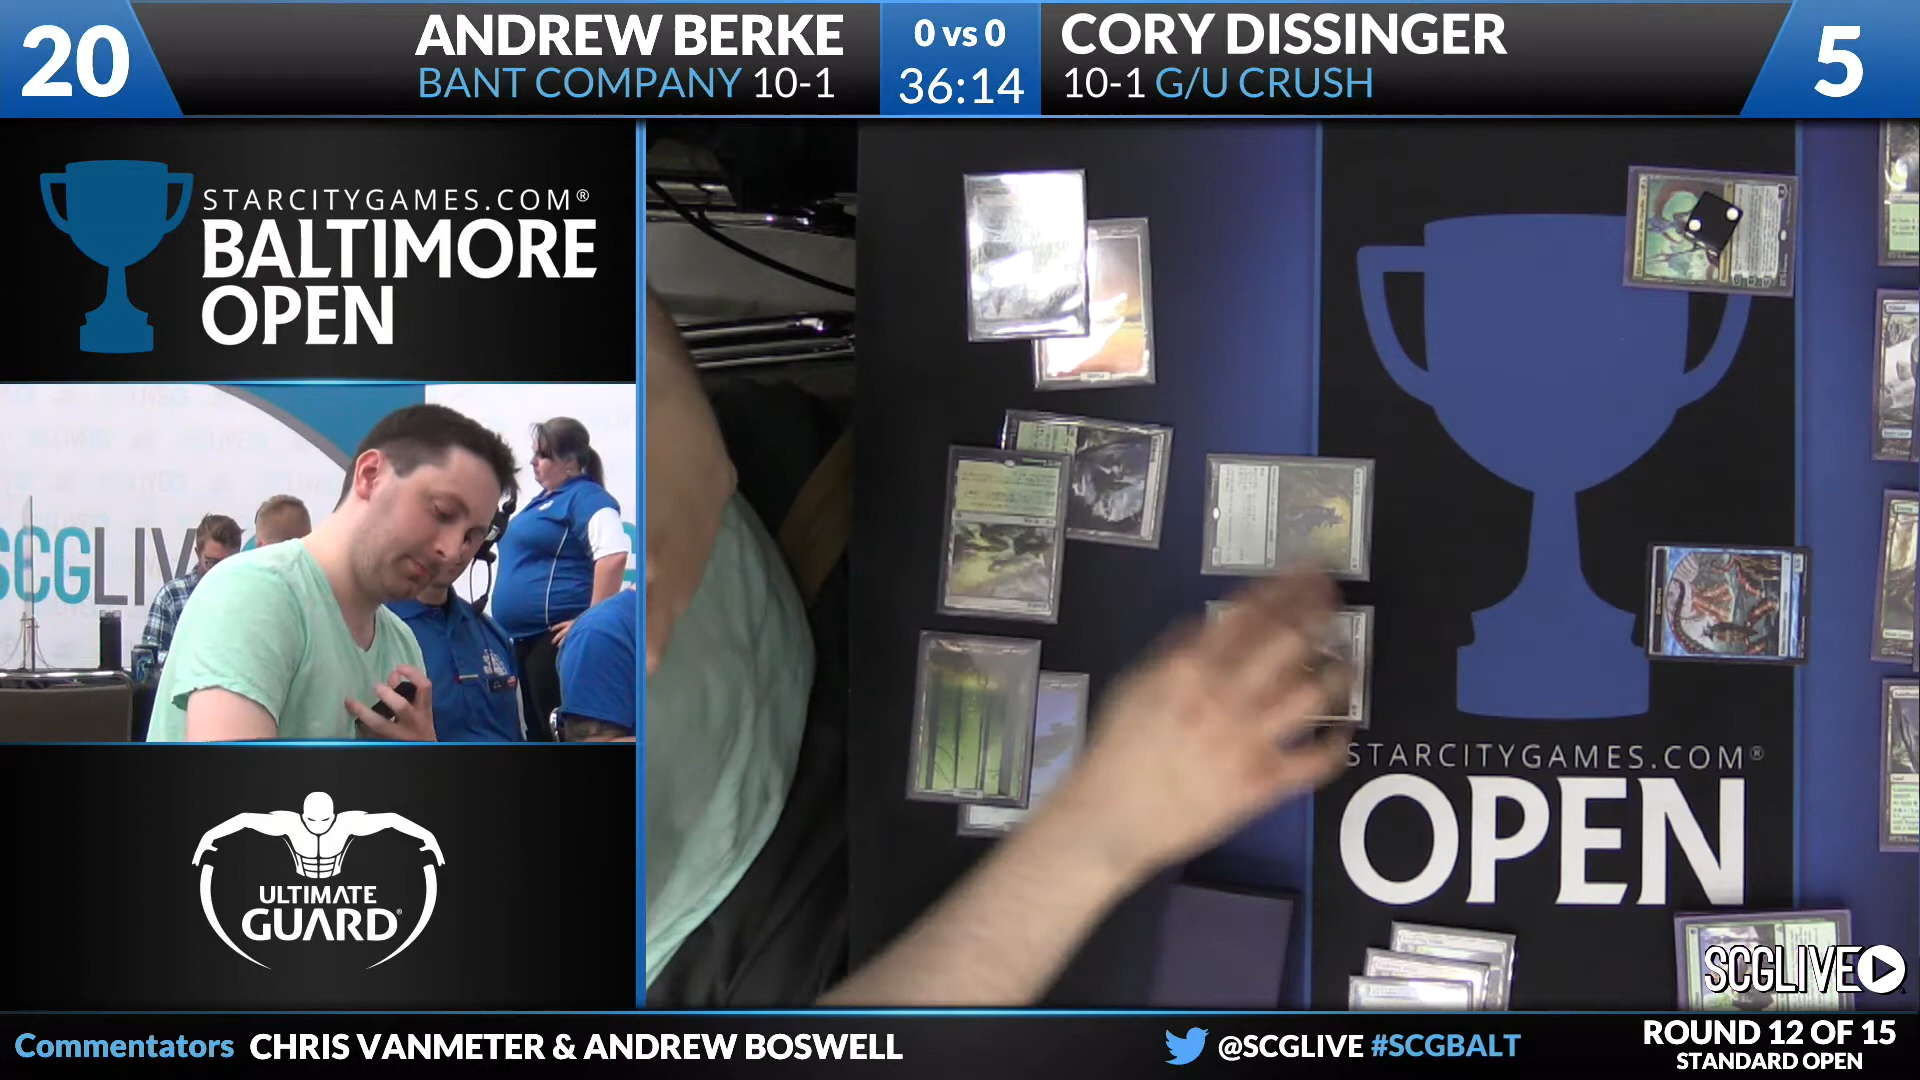 20
ANDREW BERKE
BANT COMPANY 10-1
0 vs 0
36:14
CORY DISSINGER
10-1 G/U CRUSH
5
STARCITYGAMES.COM®
BALTIMORE
OPEN
SCGLIV
ULTIMATE
GUARD®
STARCITYGAMES.COM®
OPEN
SCGLIVE
Commentators CHRIS VANMETER & ANDREW BOSWELL
@SCGLIVE #SCGBALT
ROUND 12 OF 15
STANDARD OPEN